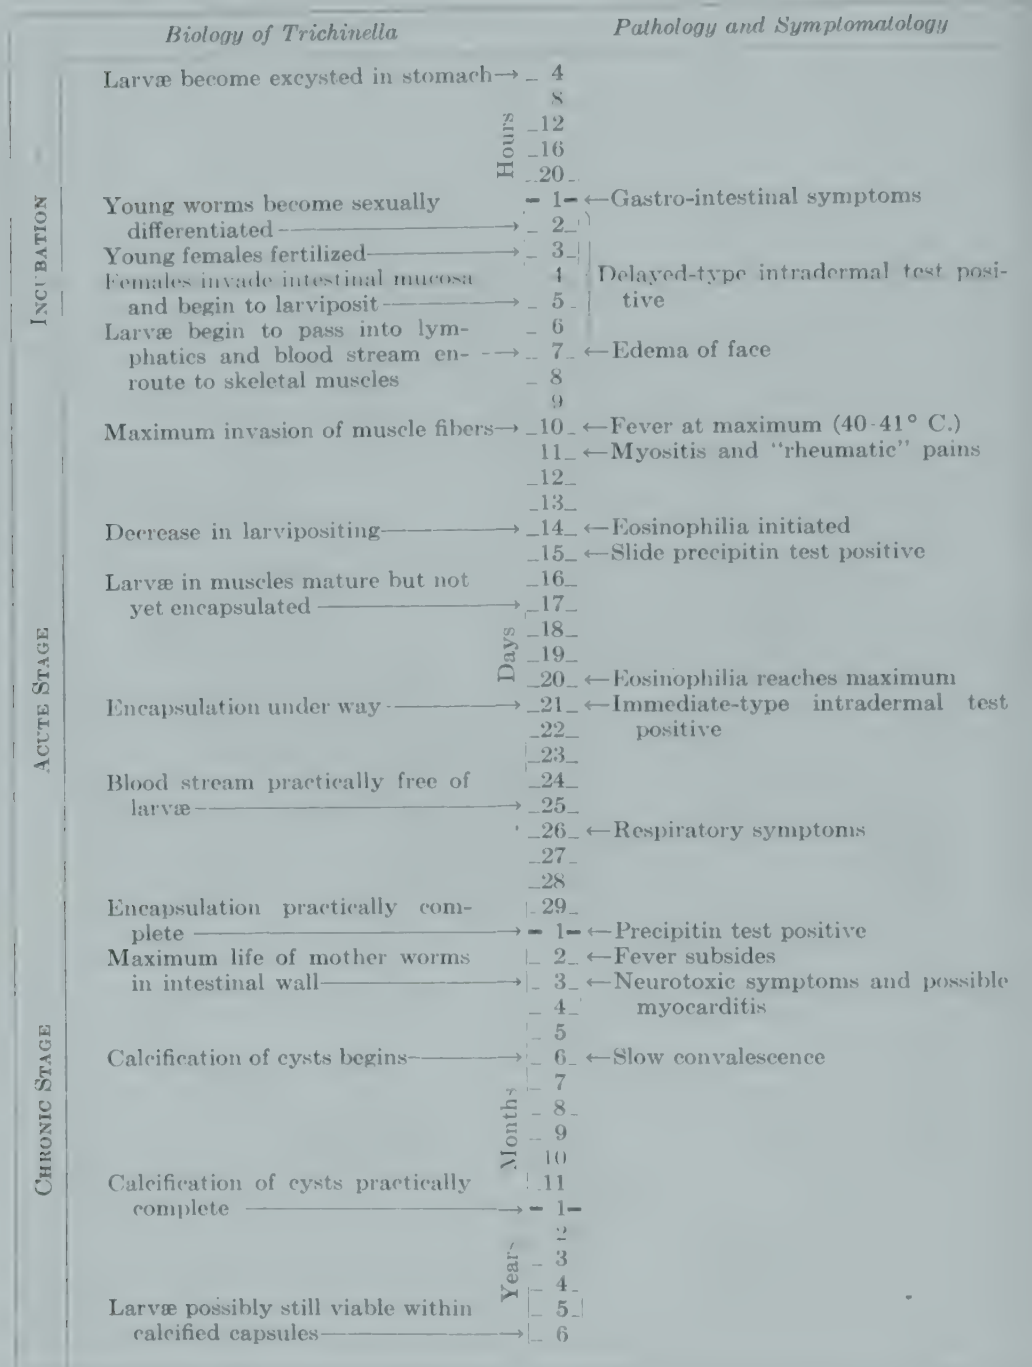 Biology of Trichinella Pathology and Symptomatology
Larvæ become excysted in stomach→ 4
8
12
16
20
Hours
1 ←Gastro-intestinal symptoms
Young worms become sexually
differentiated→ 2
Young females fertilized→ 3
Females invade intestinal mucosa 4 Delayed-type intradermal test posi-
and begin to larviposit→ 5 tive
Larvæ begin to pass into lym- 6
phatics and blood stream en-→ 7 ←Edema of face
route to skeletal muscles 8
9
INCUBATION
Maximum invasion of muscle fibers→ 10 ←Fever at maximum (40-41° C.)
11 ←Myositis and "rheumatic" pains
12
13
Decrease in larvipositing→ 14 ←Eosinophilia initiated
15 ←Slide precipitin test positive
Larvæ in muscles mature but not 16
yet encapsulated→ 17
18
19
Days
20 ←Eosinophilia reaches maximum
Encapsulation under way→ 21 ←Immediate-type intradermal test
22 positive
23
ACUTE STAGE
Blood stream practically free of 24
larvæ→ 25
26 ←Respiratory symptoms
27
28
Encapsulation practically com- 29
plete→ 1 ←Precipitin test positive
Maximum life of mother worms 2 ←Fever subsides
in intestinal wall→ 3 ←Neurotoxic symptoms and possible
4 myocarditis
5
Calcification of cysts begins→ 6 ←Slow convalescence
7
8
9
10
Months
CHRONIC STAGE
Calcification of cysts practically 11
complete→ 1
2
3
4
Years
Larvæ possibly still viable within 5
calcified capsules→ 6